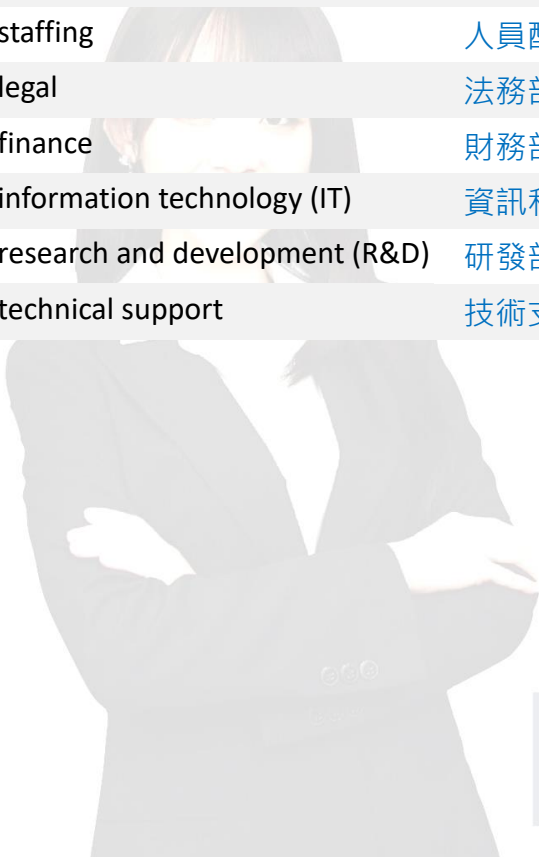 staffing 人員
legal 法務
finance 財務
information technology (IT) 資訊
research and development (R&D) 研發
technical support 技術